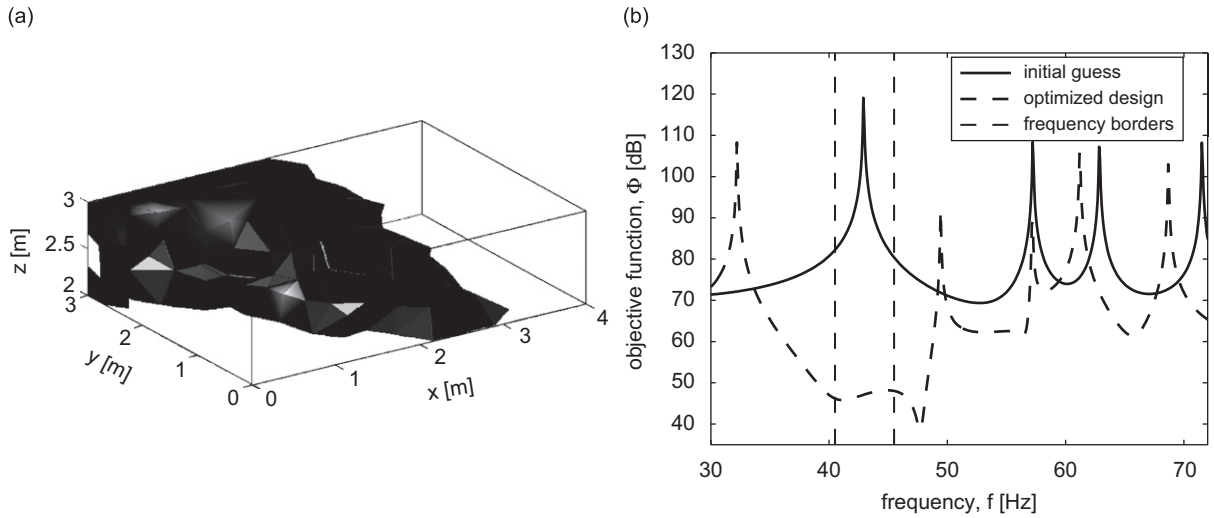 (a)
3
2.5
2
z [m]
3
2
1
0
y [m]
0
1
2
3
4
x [m]
(b)
130
120
110
100
90
80
70
60
50
40
objective function, Φ [dB]
initial guess
optimized design
frequency borders
30
40
50
60
70
frequency, f [Hz]